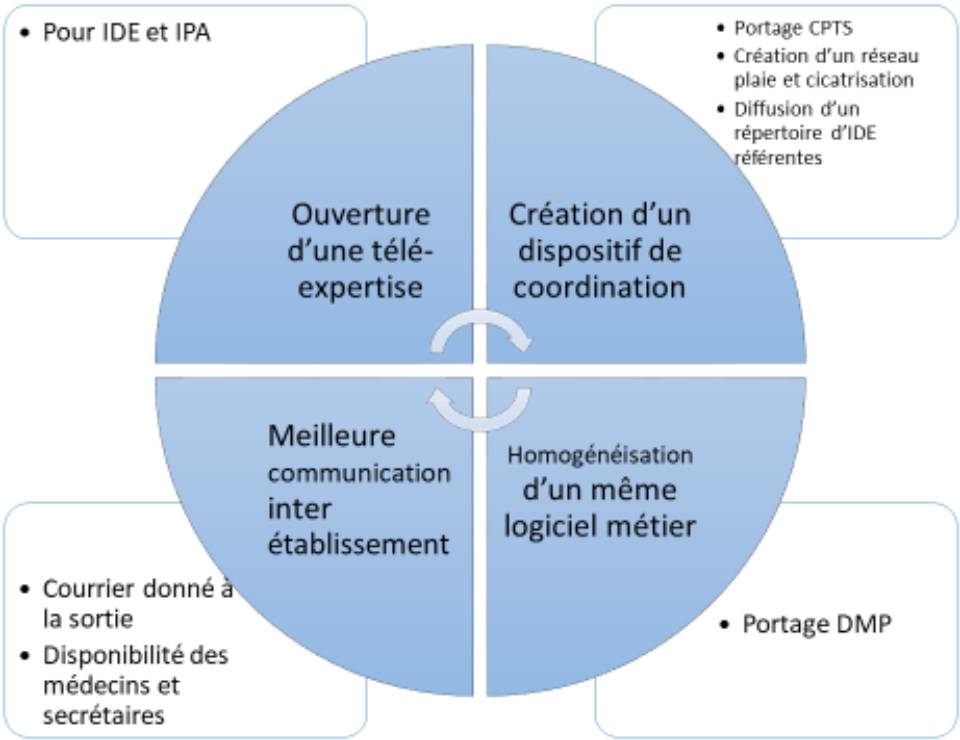 • Pour IDE et IPA
• Portage CPTS
• Création d'un réseau
plaie et cicatrisation
• Diffusion d'un
répertoire d'IDE
référentes
Ouverture
d'une télé-
expertise
Création d'un
dispositif de
coordination
Meilleure
communication
inter
établissement
Homogénéisation
d'un même
logiciel métier
• Courrier donné à
la sortie
• Disponibilité des
médecins et
secrétaires
• Portage DMP